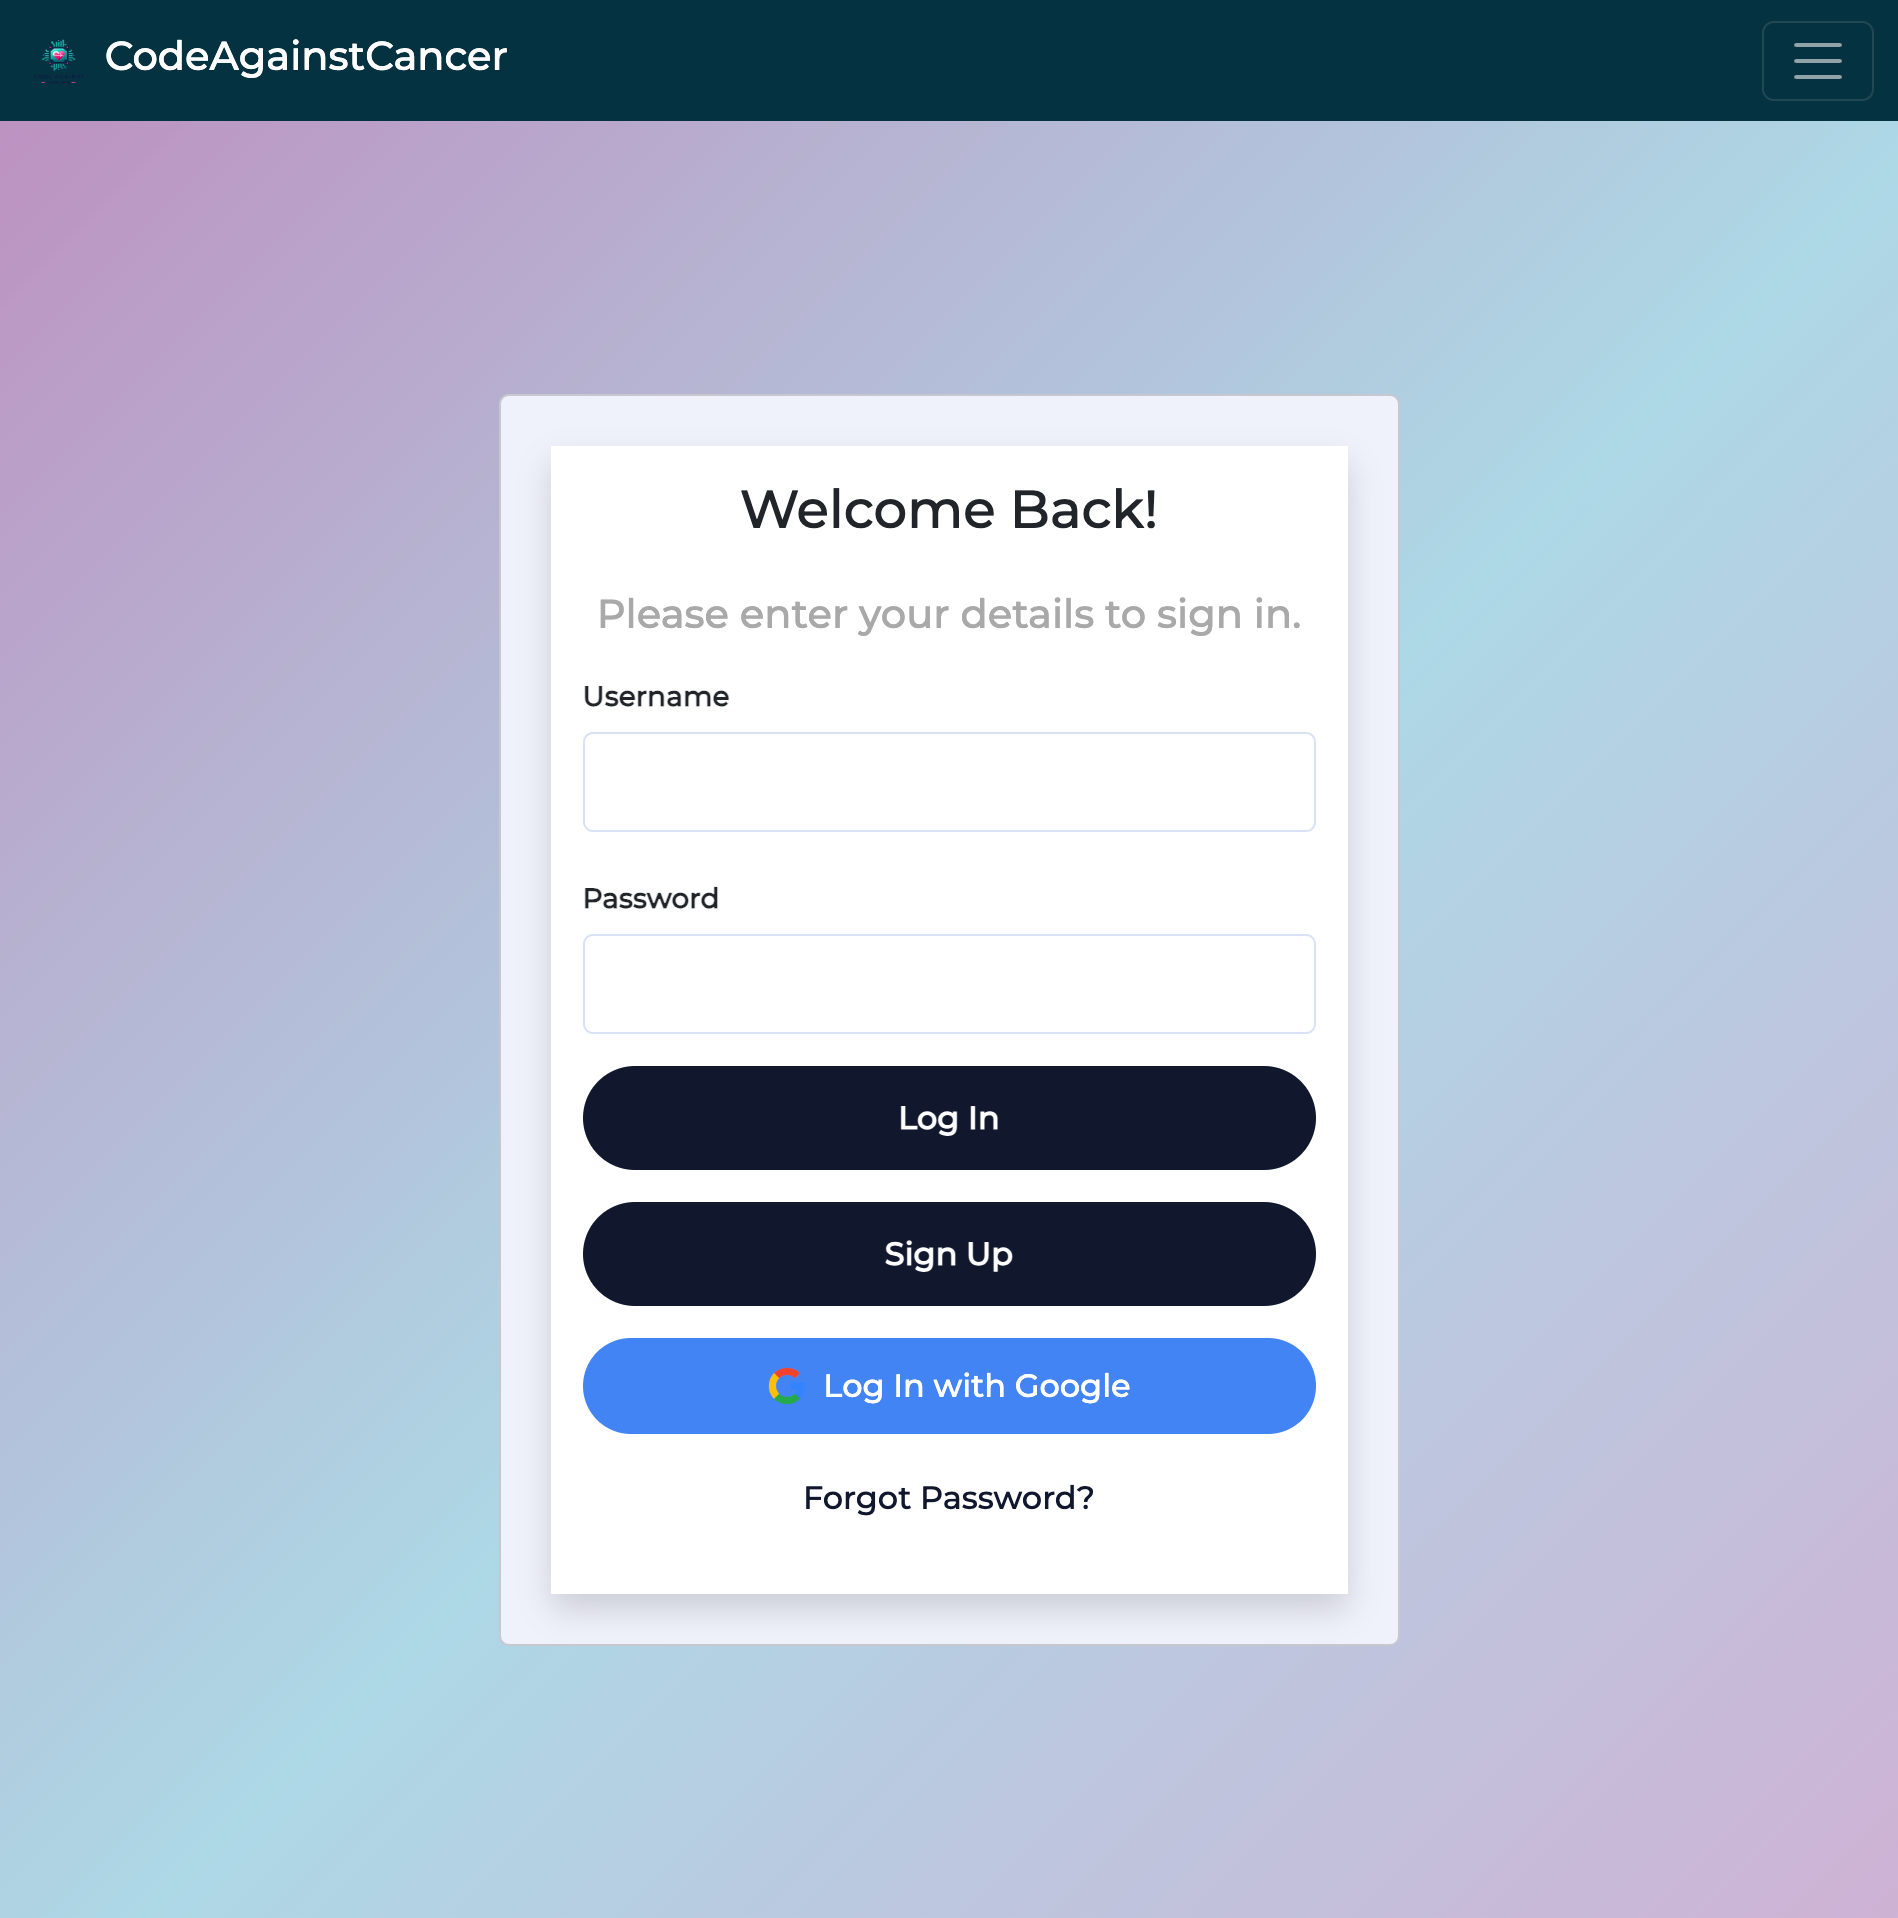 CodeAgainstCancer
Welcome Back!
Please enter your details to sign in.
Username
Password
Log In
Sign Up
Log In with Google
Forgot Password?